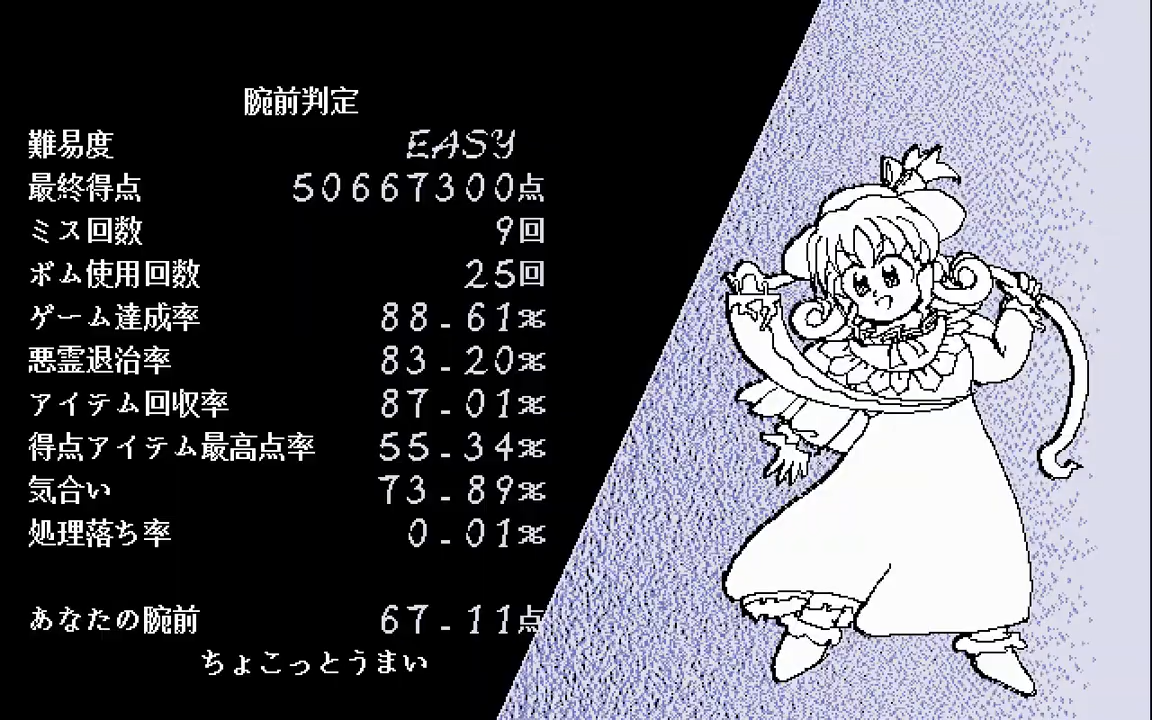 腕前判定
難易度 EASY
最終得点 50667300点
ミス回数 9回
ボム使用回数 25回
ゲーム達成率 88.61%
悪霊退治率 83.20%
アイテム回収率 87.01%
得点アイテム最高点率 55.34%
気合い 73.89%
処理落ち率 0.01%
あなたの腕前 67.11点
ちょこっとうまい